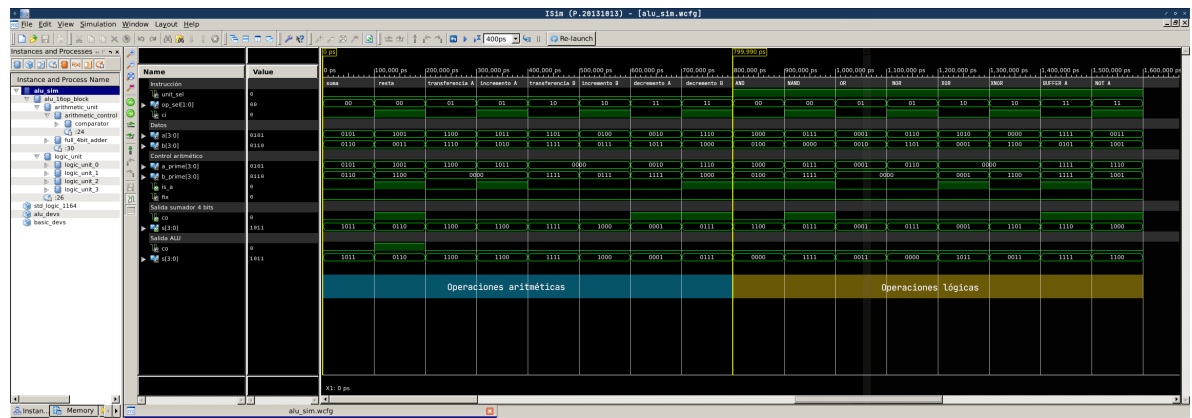 ISim (P.20131013) - [alu_sim.wcfg]
File Edit View Simulation Window Layout Help
400ps Re-launch
Instances and Processes
Instance and Process Name
alu_sim
alu_16op_block
arithmetic_unit
arithmetic_control
comparator
:24
full_4bit_adder
:30
logic_unit
logic_unit_0
logic_unit_1
logic_unit_2
logic_unit_3
:26
std_logic_1164
alu_devs
basic_devs
Instan... Memory
Name Value
0 ps 799,990 ps
0 ps 100,000 ps 200,000 ps 300,000 ps 400,000 ps 500,000 ps 600,000 ps 700,000 ps 800,000 ps 900,000 ps 1,000,000 ps 1,100,000 ps 1,200,000 ps 1,300,000 ps 1,400,000 ps 1,500,000 ps 1,600,000 ps
Instrucción suma resta transferencia A incremento A transferencia B incremento B decremento A decremento B AND NAND OR NOR XOR XNOR BUFFER A NOT A
unit_sel 0
op_sel[1:0] 00 00 00 01 01 10 10 11 11 00 00 01 01 10 10 11 11
ci 0
Datos
a[3:0] 0101 0101 1001 1100 1011 1101 0100 0010 1110 1000 0111 0001 0110 1010 0000 1111 0011
b[3:0] 0110 0110 0011 1110 1010 1111 0111 0010 1000 0100 0000 0010 1101 0001 1100 0110 1001
Control aritmético
a_prime[3:0] 0101 0101 1001 1100 1011 0000 0010 1110 1000 0111 0001 0110 0000 1111 1110
b_prime[3:0] 0110 0110 1100 0000 1111 0111 1111 1000 0100 1111 0000 0001 1100 1111 1001
is_a 0
fix 0
Salida sumador 4 bits
co 0
s[3:0] 1011 1011 0110 1100 1011 1111 1000 0001 0111 1100 0111 0001 0111 0001 1101 1110 1000
Salida ALU
co 0
s[3:0] 1011 1011 0110 1100 1100 1111 1000 0001 0111 0000 1111 0011 0000 1011 0011 1111 1100
Operaciones aritméticas Operaciones lógicas
X1: 0 ps
alu_sim.wcfg